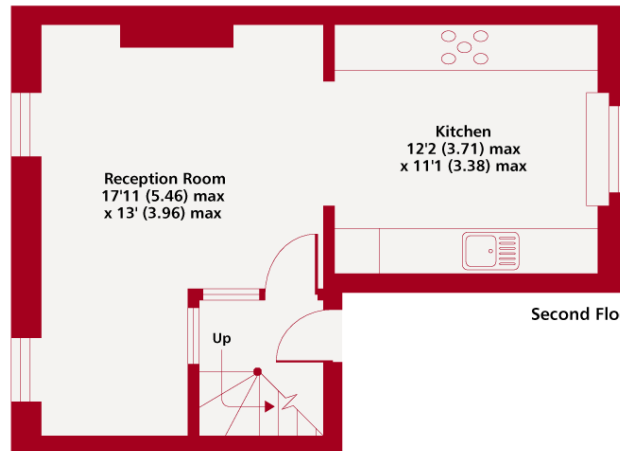 Kitchen
12'2 (3.71) max
x 11'1 (3.38) max
Reception Room
17'11 (5.46) max
x 13' (3.96) max
Second Flo
Up